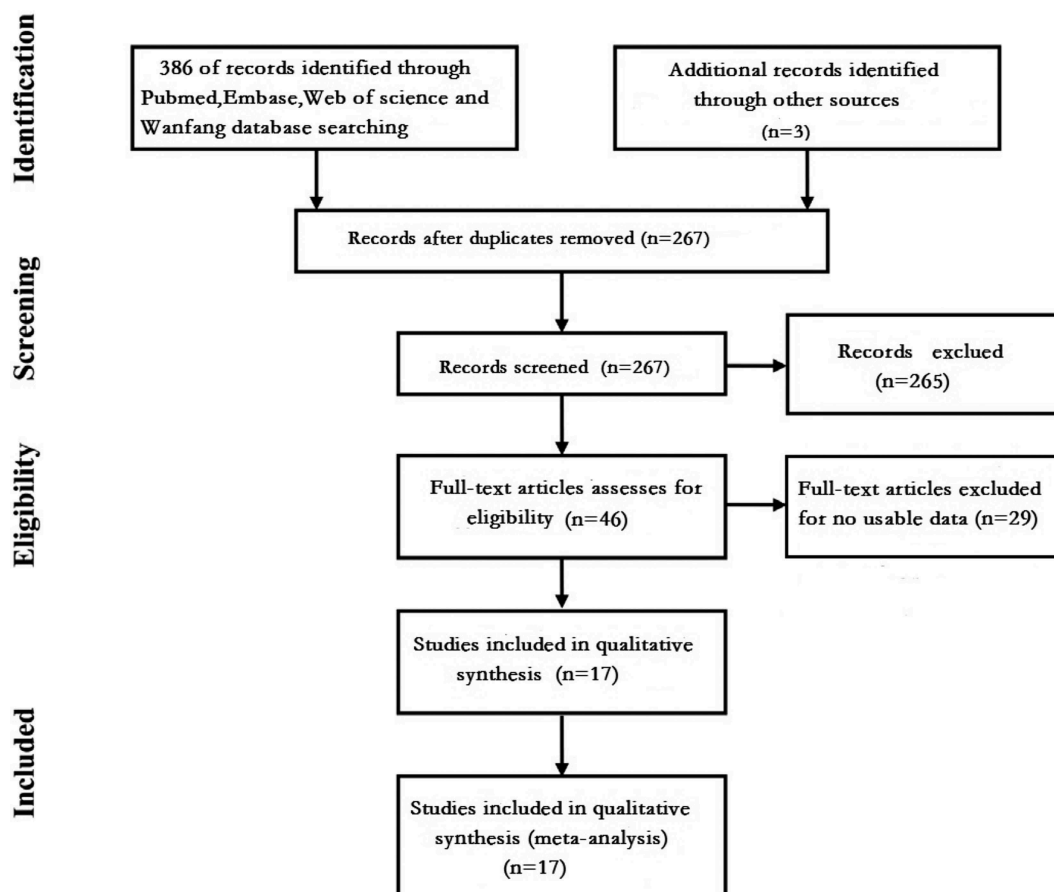 Identification
386 of records identified through
Pubmed,Embase,Web of science and
Wanfang database searching
Additional records identified
through other sources
(n=3)
Records after duplicates removed (n=267)
Screening
Records screened (n=267)
Records exclued
(n=265)
Eligibility
Full-text articles assesses for
eligibility (n=46)
Full-text articles excluded
for no usable data (n=29)
Included
Studies included in qualitative
synthesis (n=17)
Studies included in qualitative
synthesis (meta-analysis)
(n=17)